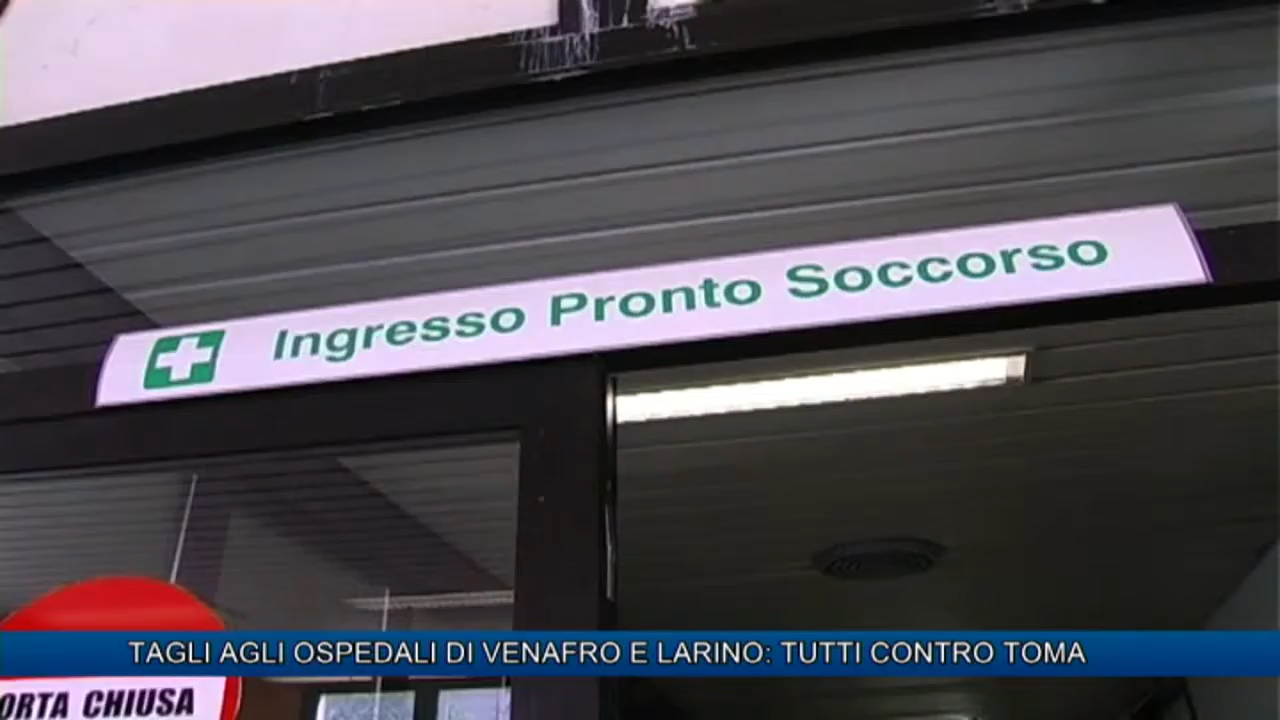 Ingresso Pronto Soccorso
TAGLI AGLI OSPEDALI DI VENAFRO E LARINO: TUTTI CONTRO TOMA
ORTA CHIUSA